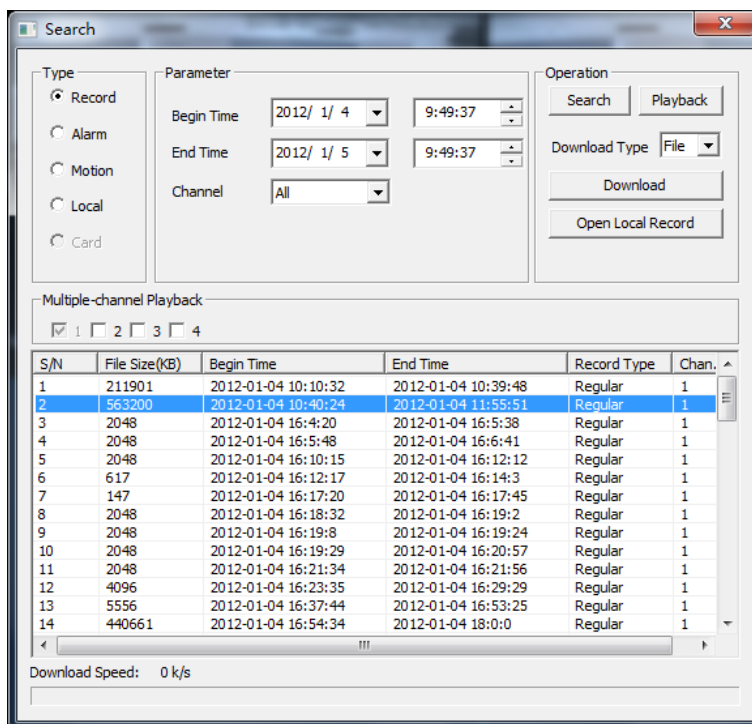 Search
Type
Record
Alarm
Motion
Local
Card
Parameter
Begin Time 2012/ 1/ 4 9:49:37
End Time 2012/ 1/ 5 9:49:37
Channel All
Operation
Search Playback
Download Type File
Download
Open Local Record
Multiple-channel Playback
1 2 3 4
S/N File Size(KB) Begin Time End Time Record Type Chan.
1 211901 2012-01-04 10:10:32 2012-01-04 10:39:48 Regular 1
2 563200 2012-01-04 10:40:24 2012-01-04 11:55:51 Regular 1
3 2048 2012-01-04 16:4:20 2012-01-04 16:5:38 Regular 1
4 2048 2012-01-04 16:5:48 2012-01-04 16:6:41 Regular 1
5 2048 2012-01-04 16:10:15 2012-01-04 16:12:12 Regular 1
6 617 2012-01-04 16:12:17 2012-01-04 16:14:3 Regular 1
7 147 2012-01-04 16:17:20 2012-01-04 16:17:45 Regular 1
8 2048 2012-01-04 16:18:32 2012-01-04 16:19:2 Regular 1
9 2048 2012-01-04 16:19:8 2012-01-04 16:19:24 Regular 1
10 2048 2012-01-04 16:19:29 2012-01-04 16:20:57 Regular 1
11 2048 2012-01-04 16:21:34 2012-01-04 16:21:56 Regular 1
12 4096 2012-01-04 16:23:35 2012-01-04 16:29:29 Regular 1
13 5556 2012-01-04 16:37:44 2012-01-04 16:53:25 Regular 1
14 440661 2012-01-04 16:54:34 2012-01-04 18:0:0 Regular 1
Download Speed: 0 k/s